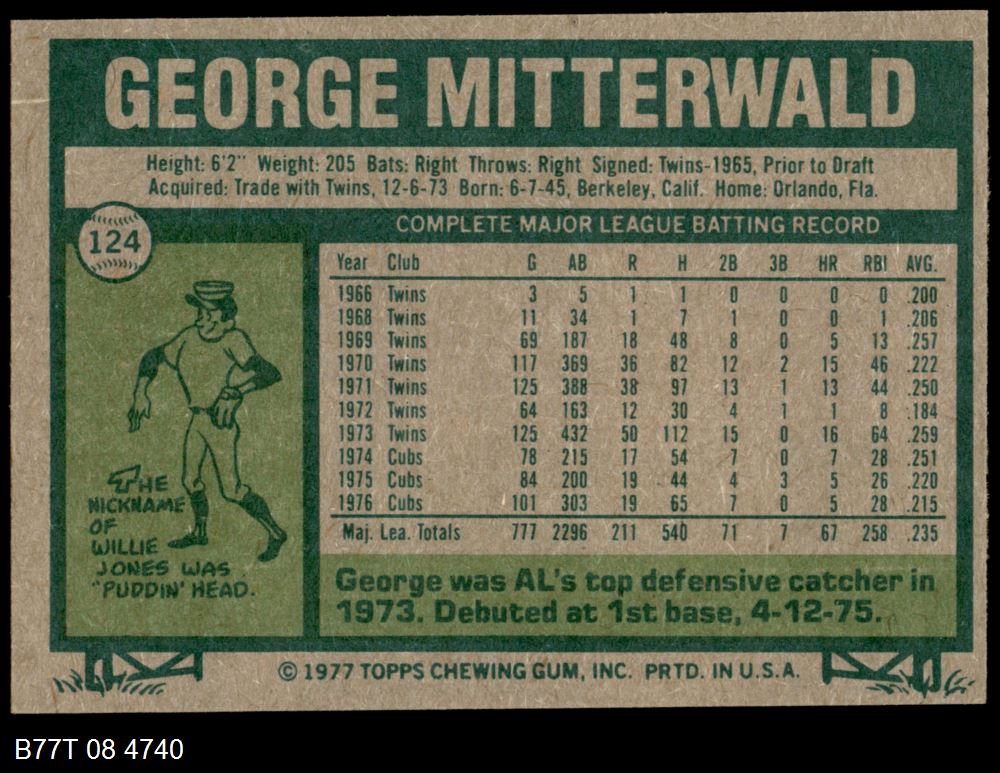 GEORGE MITTERWALD
Height: 6'2" Weight: 205 Bats: Right Throws: Right Signed: Twins-1965, Prior to Draft
Acquired: Trade with Twins, 12-6-73 Born: 6-7-45, Berkeley, Calif. Home: Orlando, Fla.
124
COMPLETE MAJOR LEAGUE BATTING RECORD
Year Club G AB R H 2B 3B HR RBI AVG.
1966 Twins 3 5 1 1 0 0 0 0 .200
1968 Twins 11 34 1 7 1 0 0 1 .206
1969 Twins 69 187 18 48 8 0 5 13 .257
1970 Twins 117 369 36 82 12 2 15 46 .222
1971 Twins 125 388 38 97 13 1 13 44 .250
1972 Twins 64 163 12 30 4 1 1 8 .184
1973 Twins 125 432 50 112 15 0 16 64 .259
1974 Cubs 78 215 17 54 7 0 7 28 .251
1975 Cubs 84 200 19 44 4 3 5 26 .220
1976 Cubs 101 303 19 65 7 0 5 28 .215
Maj. Lea. Totals 777 2296 211 540 71 7 67 258 .235
THE
NICKNAME
OF
WILLIE
JONES WAS
"PUDDIN' HEAD.
George was AL's top defensive catcher in
1973. Debuted at 1st base, 4-12-75.
© 1977 TOPPS CHEWING GUM, INC. PRTD. IN U.S.A.
B77T 08 4740